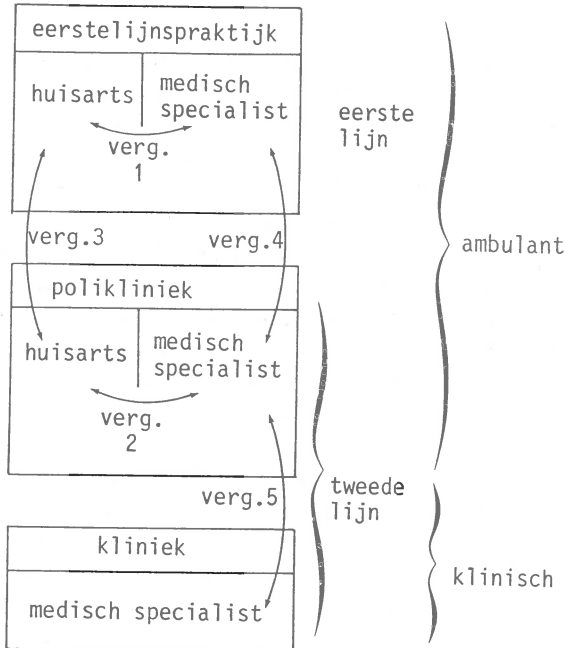 eerstelijnspraktijk
huisarts
medisch
specialist
verg.
1
eerste
lijn
verg.3
verg.4
ambulant
polikliniek
huisarts
medisch
specialist
verg.
2
verg.5
tweede
lijn
kliniek
klinisch
medisch specialist